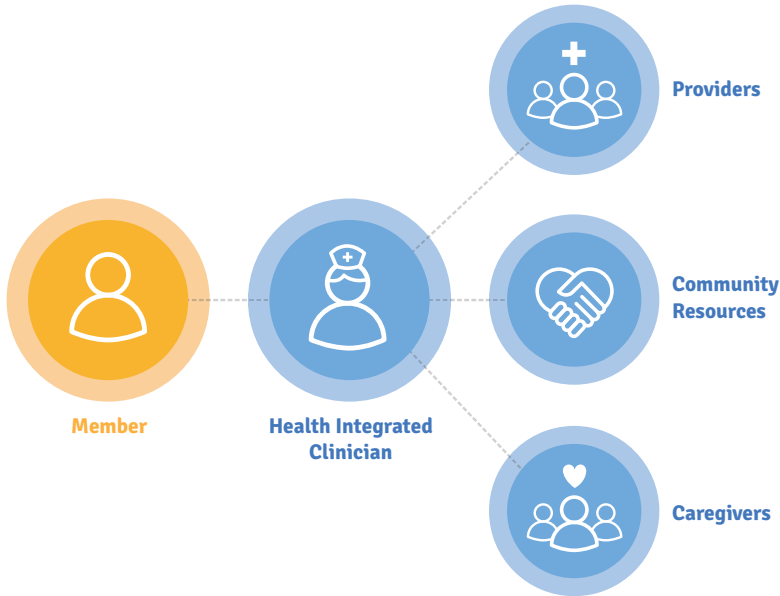 Providers
Community
Resources
Member
Health Integrated
Clinician
Caregivers